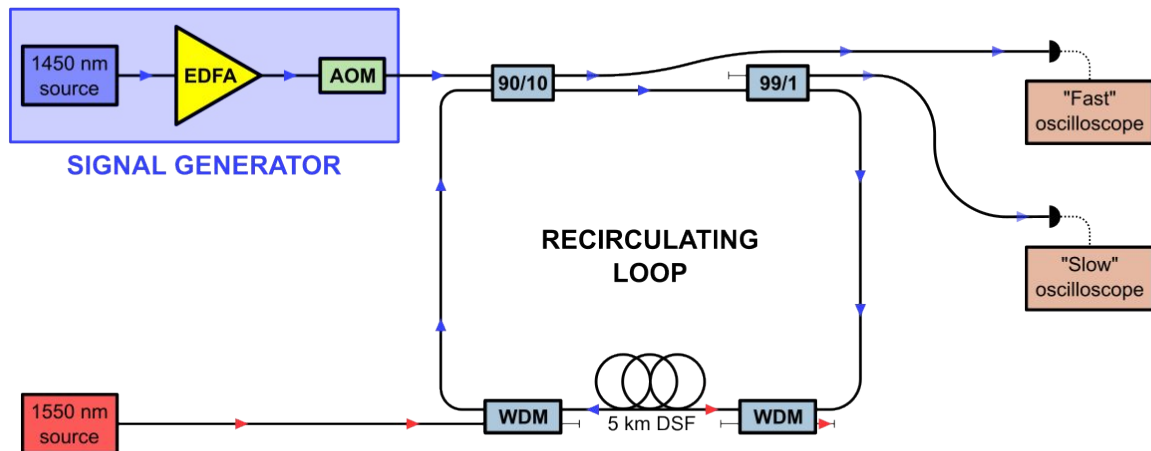 1450 nm
source
EDFA
AOM
90/10
99/1
"Fast"
oscilloscope
SIGNAL GENERATOR
RECIRCULATING
LOOP
"Slow"
oscilloscope
1550 nm
source
WDM
5 km DSF
WDM